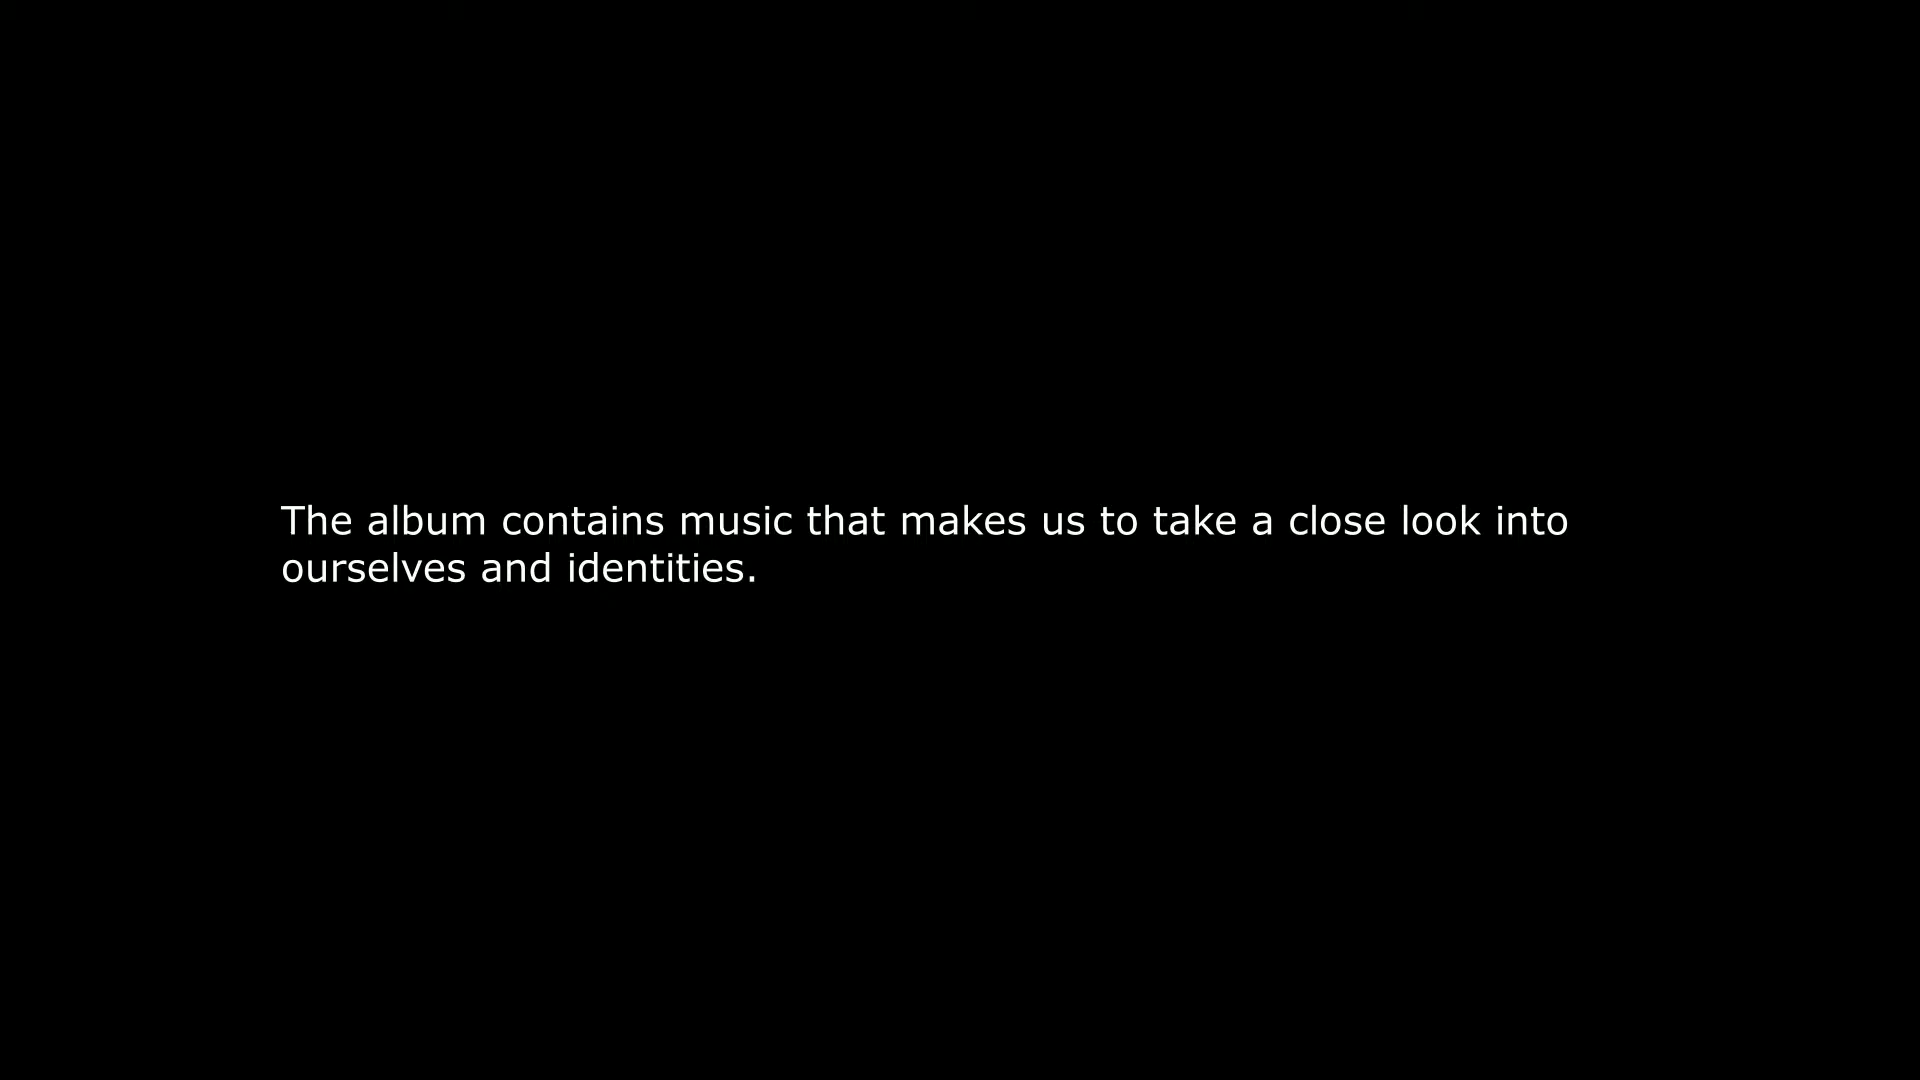 The album contains music that makes us to take a close look into
ourselves and identities.